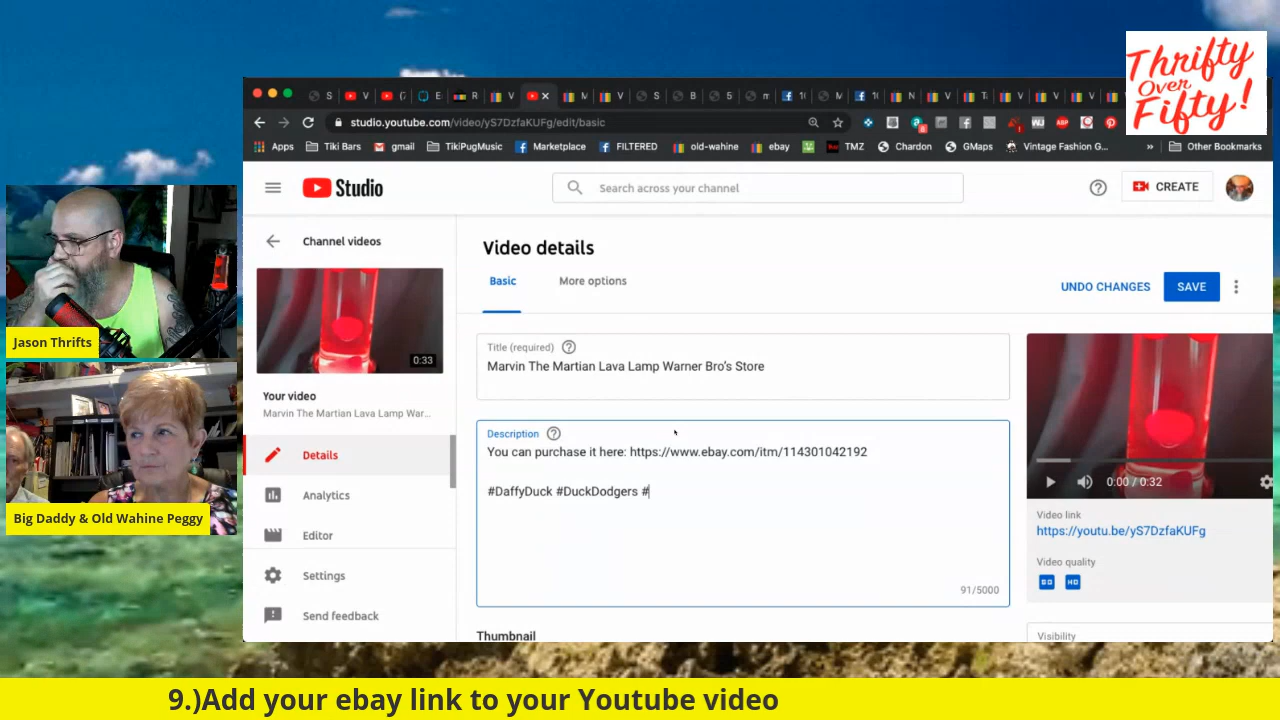 Thrifty
Over
Fifty!
studio.youtube.com/video/yS7DzfaKUFg/edit/basic
Apps
Tiki Bars
gmail
TikiPugMusic
Marketplace
FILTERED
old-wahine
ebay
TMZ
Chardon
GMaps
Vintage Fashion G...
»
Other Bookmarks
Studio
Search across your channel
CREATE
Channel videos
Video details
Basic
More options
UNDO CHANGES
SAVE
0:33
Your video
Marvin The Martian Lava Lamp War...
Details
Analytics
Editor
Settings
Send feedback
Title (required)
Marvin The Martian Lava Lamp Warner Bro's Store
Description
You can purchase it here: https://www.ebay.com/itm/114301042192
#DaffyDuck #DuckDodgers #
91/5000
Thumbnail
0:00 / 0:32
Video link
https://youtu.be/yS7DzfaKUFg
Video quality
SD
HD
Visibility
Jason Thrifts
Big Daddy & Old Wahine Peggy
9.)Add your ebay link to your Youtube video